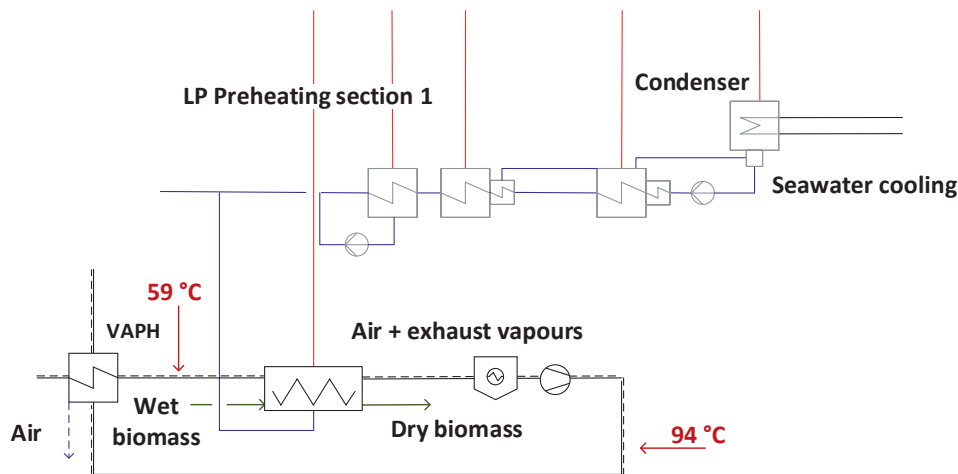 LP Preheating section 1
Condenser
Seawater cooling
59 °C
VAPH
Air + exhaust vapours
Air
Wet
biomass
Dry biomass
94 °C